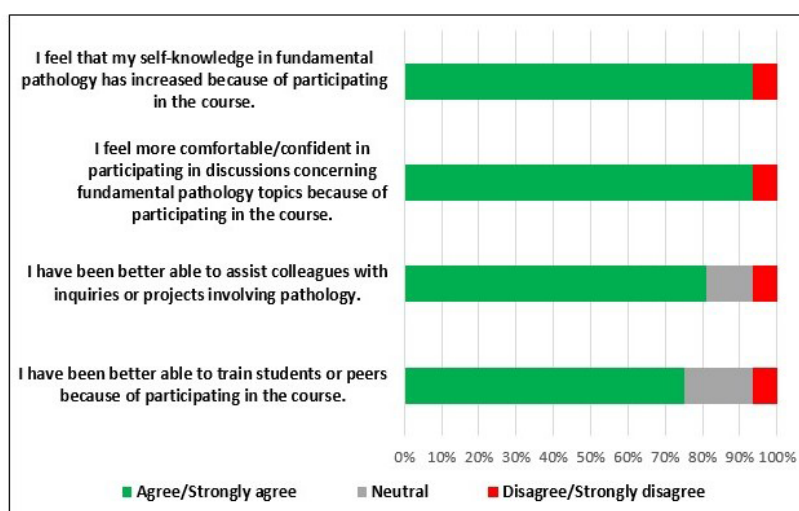 I feel that my self-knowledge in fundamental
pathology has increased because of participating
in the course.
I feel more comfortable/confident in
participating in discussions concerning
fundamental pathology topics because of
participating in the course.
I have been better able to assist colleagues with
inquiries or projects involving pathology.
I have been better able to train students or peers
because of participating in the course.
0% 10% 20% 30% 40% 50% 60% 70% 80% 90% 100%
Agree/Strongly agree Neutral Disagree/Strongly disagree